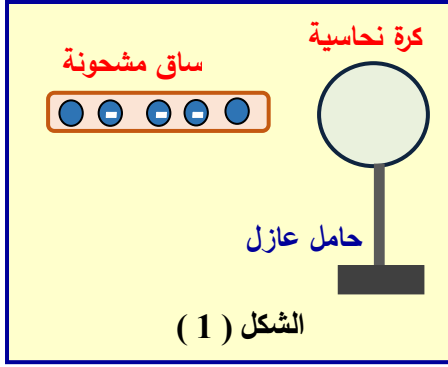 كرة نحاسية
ساق مشحونة
- - -
حامل عازل
الشكل ( 1 )